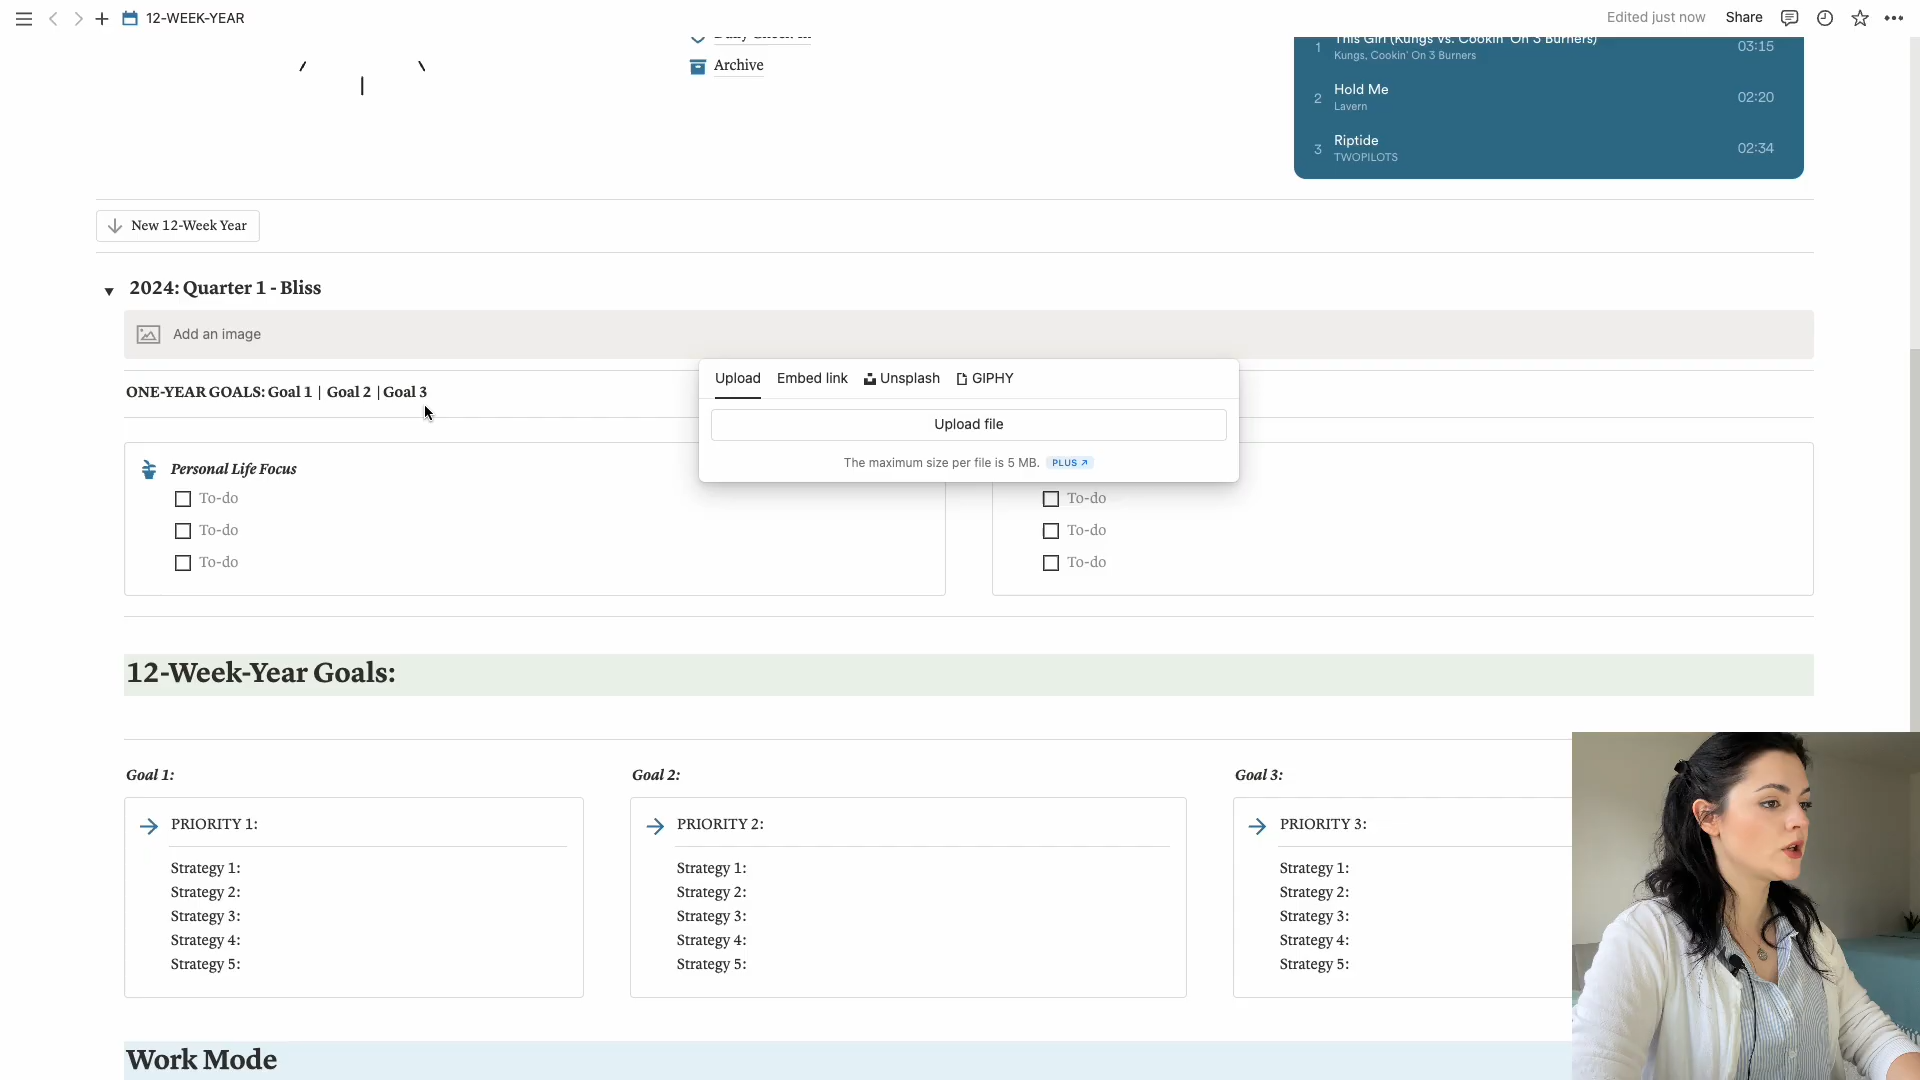 12-WEEK-YEAR
Edited just now
Share
Daily Check In
Archive
1 This Girl (Kungs Vs. Cookin' On 3 Burners) 03:15
Kungs, Cookin' On 3 Burners
2 Hold Me 02:20
Lavern
3 Riptide 02:34
TWOPILOTS
New 12-Week Year
2024: Quarter 1 - Bliss
Add an image
Upload Embed link Unsplash GIPHY
Upload file
The maximum size per file is 5 MB. PLUS ↗
ONE-YEAR GOALS: Goal 1 | Goal 2 | Goal 3
Personal Life Focus
To-do
To-do
To-do
To-do
To-do
To-do
12-Week-Year Goals:
Goal 1:
PRIORITY 1:
Strategy 1:
Strategy 2:
Strategy 3:
Strategy 4:
Strategy 5:
Goal 2:
PRIORITY 2:
Strategy 1:
Strategy 2:
Strategy 3:
Strategy 4:
Strategy 5:
Goal 3:
PRIORITY 3:
Strategy 1:
Strategy 2:
Strategy 3:
Strategy 4:
Strategy 5:
Work Mode